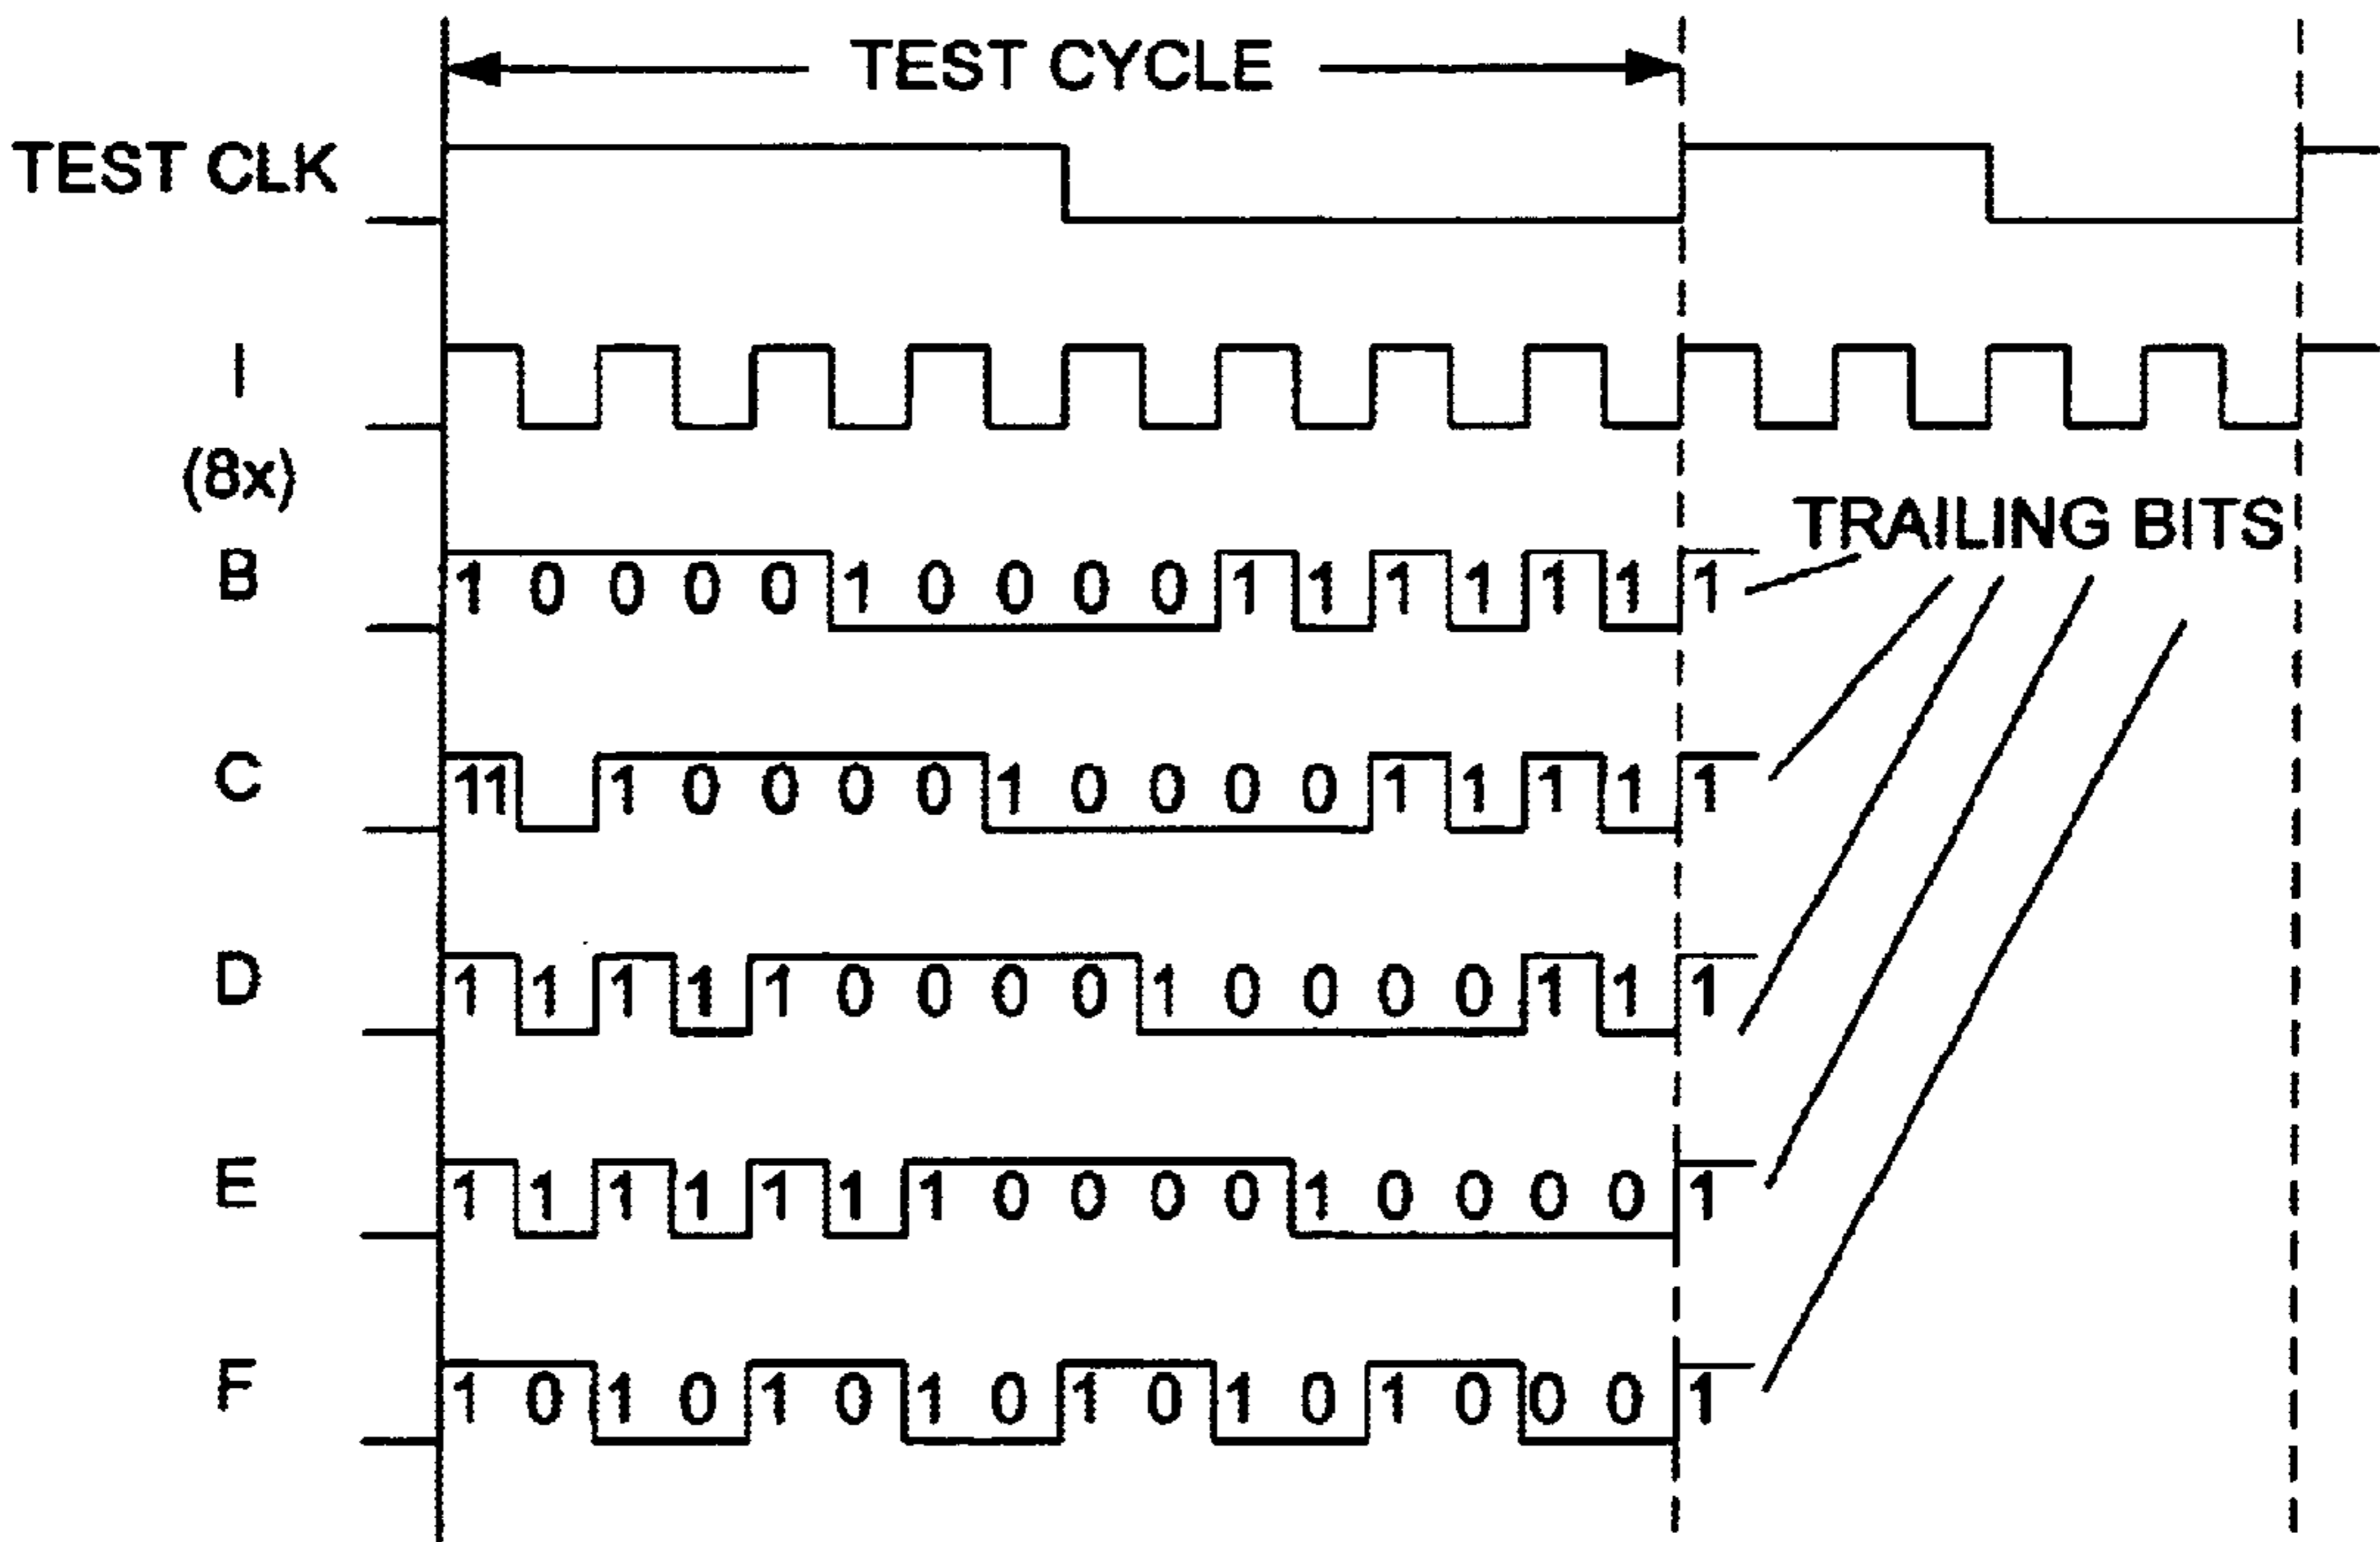 TEST CYCLE
TEST CLK
I
(8x)
TRAILING BITS
B 1 0 0 0 0 1 0 0 0 0 1 1 1 1 1 1 1
C 11 1 0 0 0 0 1 0 0 0 0 1 1 1 1 1
D 1 1 1 1 1 0 0 0 0 1 0 0 0 0 1 1 1
E 1 1 1 1 1 1 1 0 0 0 0 1 0 0 0 0 1
F 1 0 1 0 1 0 1 0 1 0 1 0 1 0 0 0 1